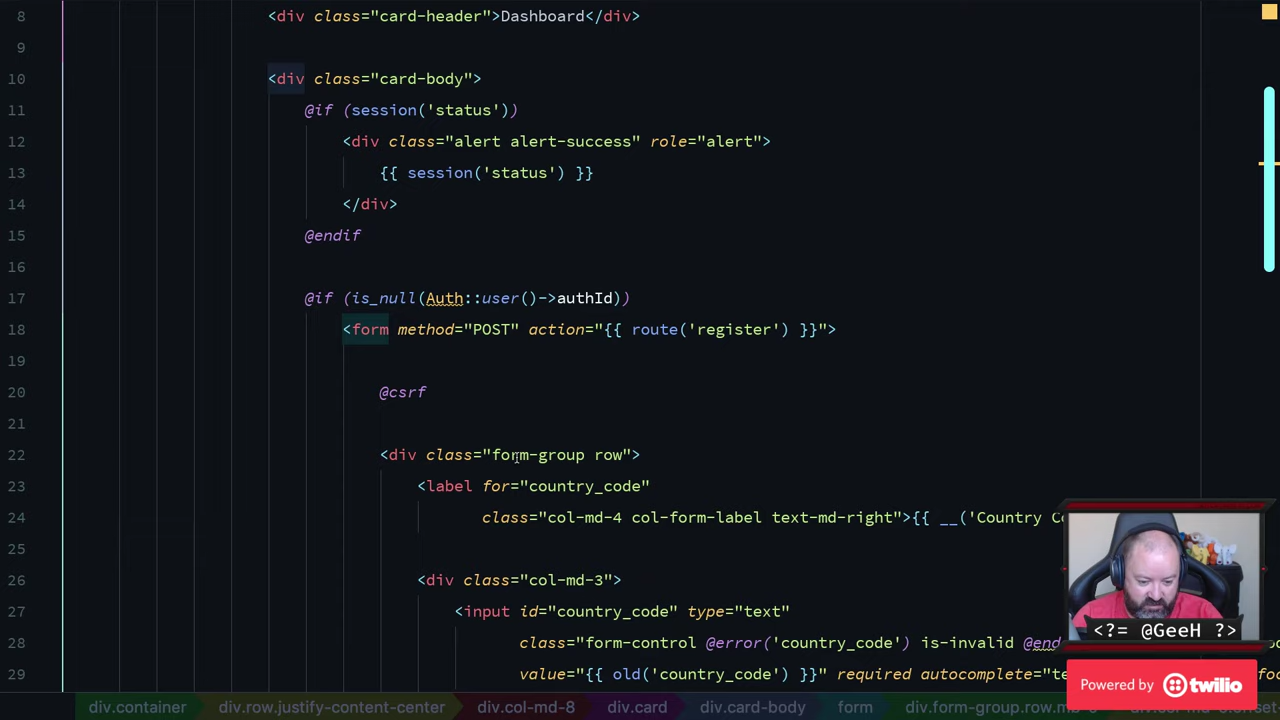 8 <div class="card-header">Dashboard</div>
9
10 <div class="card-body">
11 @if (session('status'))
12 <div class="alert alert-success" role="alert">
13 {{ session('status') }}
14 </div>
15 @endif
16
17 @if (is_null(Auth::user()->authId))
18 <form method="POST" action="{{ route('register') }}">
19
20 @csrf
21
22 <div class="form-group row">
23 <label for="country_code"
24 class="col-md-4 col-form-label text-md-right">{{ __('Country
25
26 <div class="col-md-3">
27 <input id="country_code" type="text"
28 class="form-control @error('country_code') is-invalid
29 value="{{ old('country_code') }}" required
<?= @GeeH ?>
Powered by twilio
div.container div.row.justify-content-center div.col-md-8 div.card div.card-body form